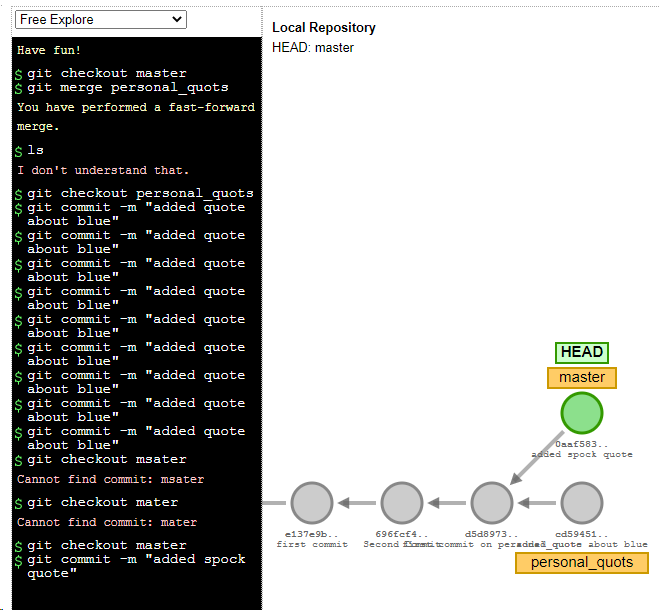 Free Explore
Have fun!
$ git checkout master
$ git merge personal_quots
You have performed a fast-forward
merge.
$ ls
I don't understand that.
$ git checkout personal_quots
$ git commit -m "added quote
about blue"
$ git commit -m "added quote
about blue"
$ git commit -m "added quote
about blue"
$ git commit -m "added quote
about blue"
$ git commit -m "added quote
about blue"
$ git commit -m "added quote
about blue"
$ git commit -m "added quote
about blue"
$ git commit -m "added quote
about blue"
$ git commit -m "added quote
about blue"
$ git checkout msater
Cannot find commit: msater
$ git checkout mater
Cannot find commit: mater
$ git checkout master
$ git commit -m "added spock
quote"
Local Repository
HEAD: master
HEAD
master
0aaf583..
added spock quote
e137e9b..
first commit
696fcf4..
Second commit
d5d8973..
first commit on personal
cd59451..
added quote about blue
personal_quots